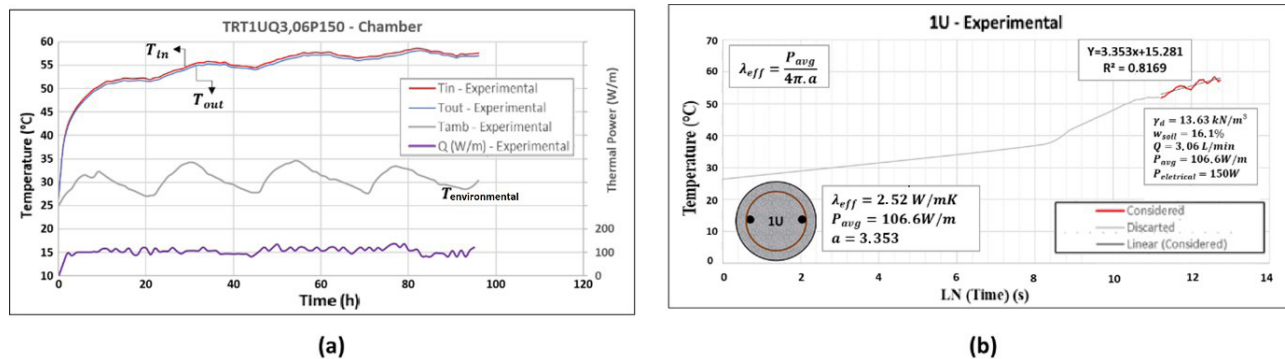 TRT1UQ3,06P150 - Chamber
Temperature (°C)
60
55
50
45
40
35
30
25
20
15
10
T_in
T_out
Tin - Experimental
Tout - Experimental
Tamb - Experimental
Q (W/m) - Experimental
T_environmental
Thermal Power (W/m)
200
100
0
0 20 40 60 80 100 120
Time (h)
(a)
1U - Experimental
Temperature (°C)
70
60
50
40
30
20
10
0
λ_eff = P_avg / 4π.a
Y=3.353x+15.281
R² = 0.8169
γ_d = 13.63 kN/m³
w_soil = 16.1%
Q = 3.06 L/min
P_avg = 106.6W/m
P_eletrical = 150W
1U
λ_eff = 2.52 W/mK
P_avg = 106.6W/m
a = 3.353
Considered
Discarted
Linear (Considered)
0 2 4 6 8 10 12 14
LN (Time) (s)
(b)